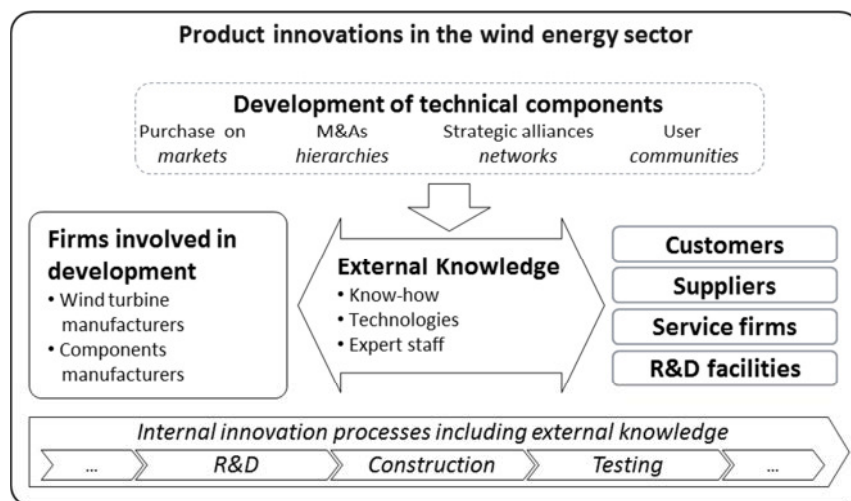 Product innovations in the wind energy sector
Development of technical components
Purchase on markets
M&As hierarchies
Strategic alliances networks
User communities
Firms involved in development
• Wind turbine manufacturers
• Components manufacturers
External Knowledge
• Know-how
• Technologies
• Expert staff
Customers
Suppliers
Service firms
R&D facilities
Internal innovation processes including external knowledge
... R&D Construction Testing ...